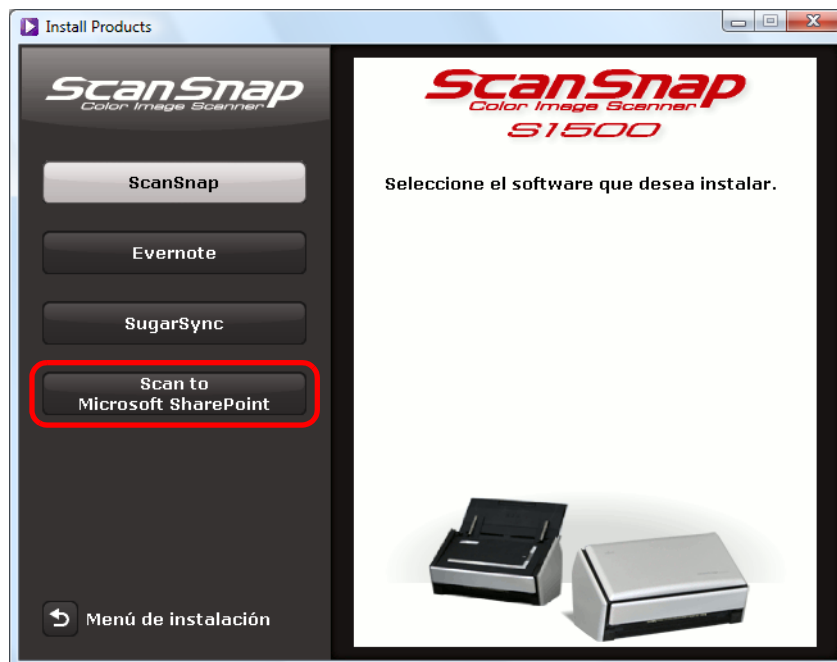 Install Products
ScanSnap
Color Image Scanner
ScanSnap
Evernote
SugarSync
Scan to
Microsoft SharePoint
Menú de instalación
ScanSnap
Color Image Scanner
S1500
Seleccione el software que desea instalar.